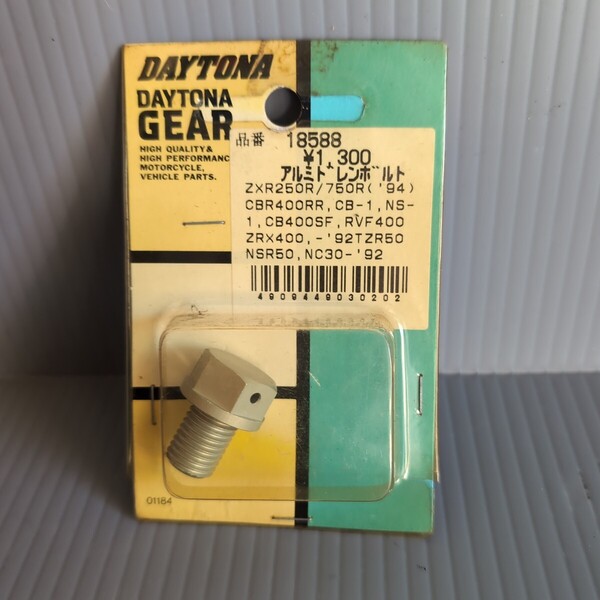 DAYTONA
DAYTONA
GEAR
HIGH QUALITY &
HIGH PERFORMANC
MOTORCYCLE,
VEHICLE PARTS.
品番 18588
¥1,300
アルミドレンボルト
ZXR250R/750R('94)
CBR400RR,CB-1,NS-
1,CB400SF,RVF400
ZRX400,-'92TZR50
NSR50,NC30-'92
4909449030202
01184